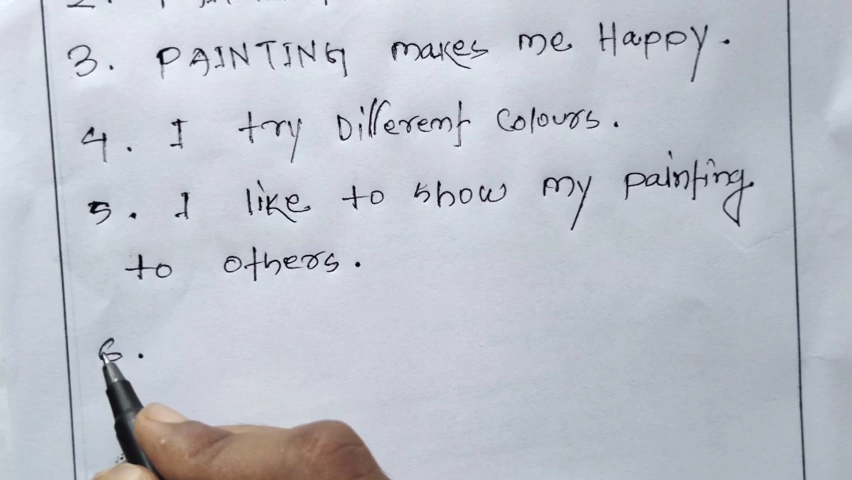 3. PAINTING makes me Happy.
4. I try Different Colours.
5. I like to show my painting
to others.
6.